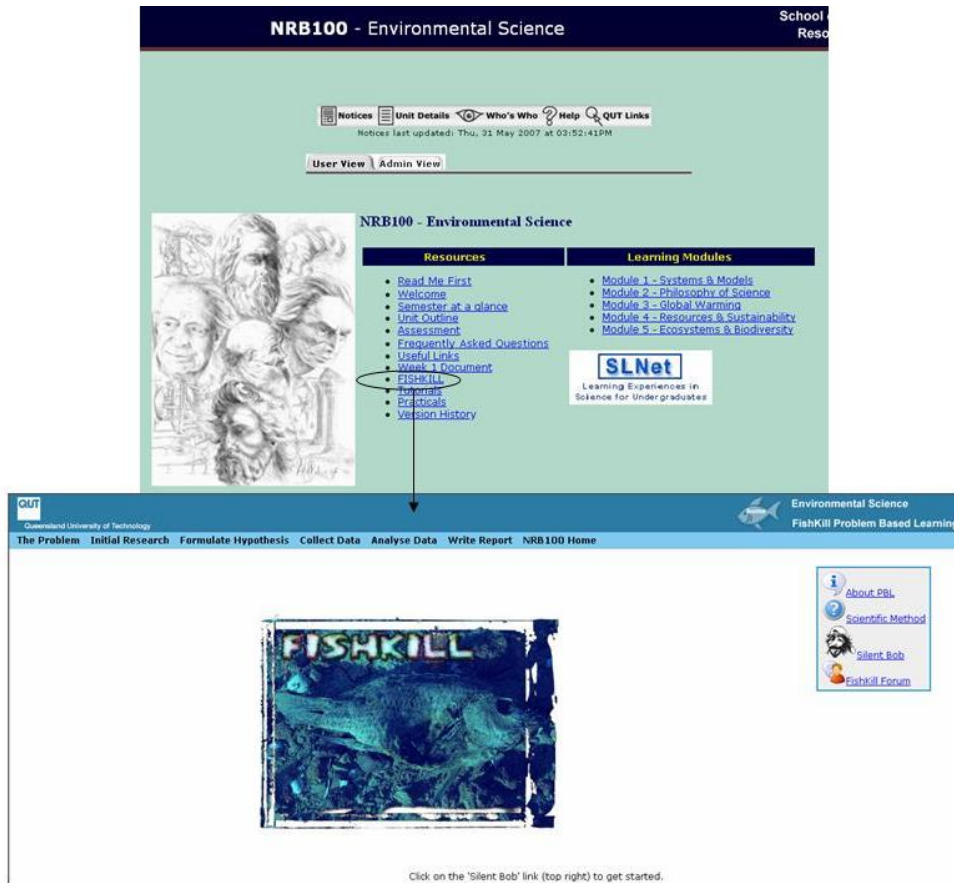 NRB100 - Environmental Science
School
Reso
Notices Unit Details Who's Who Help QUT Links
Notices last updated: Thu, 31 May 2007 at 03:52:41PM
User View Admin View
NRB100 - Environmental Science
Resources
Read Me First
Welcome
Semester at a glance
Unit Outline
Assessment
Frequently Asked Questions
Useful Links
Week 1 Document
FISHKILL
Tutorials
Practicals
Version History
Learning Modules
Module 1 - Systems & Models
Module 2 - Philosophy of Science
Module 3 - Global Warming
Module 4 - Resources & Sustainability
Module 5 - Ecosystems & Biodiversity
SLNet
Learning Experiences in
Science for Undergraduates
QUT
Queensland University of Technology
Environmental Science
FishKill Problem Based Learning
The Problem Initial Research Formulate Hypothesis Collect Data Analyse Data Write Report NRB100 Home
About PBL
Scientific Method
Silent Bob
FishKill Forum
FISHKILL
Click on the 'Silent Bob' link (top right) to get started.